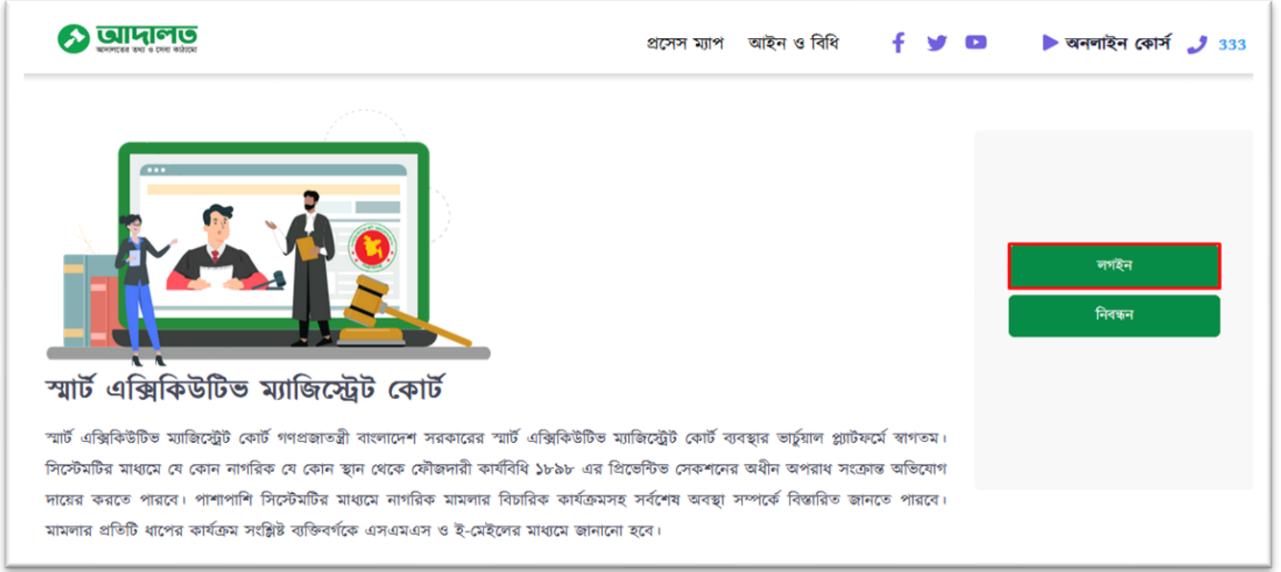 আদালত
আদালতের তথ্য ও সেবা কাঠামো
প্রসেস ম্যাপ আইন ও বিধি অনলাইন কোর্স 333
লগইন
নিবন্ধন
স্মার্ট এক্সিকিউটিভ ম্যাজিস্ট্রেট কোর্ট
স্মার্ট এক্সিকিউটিভ ম্যাজিস্ট্রেট কোর্ট গণপ্রজাতন্ত্রী বাংলাদেশ সরকারের স্মার্ট এক্সিকিউটিভ ম্যাজিস্ট্রেট কোর্ট ব্যবস্থার ভার্চুয়াল প্ল্যাটফর্মে স্বাগতম।
সিস্টেমটির মাধ্যমে যে কোন নাগরিক যে কোন স্থান থেকে ফৌজদারী কার্যবিধি ১৮৯৮ এর প্রিভেন্টিভ সেকশনের অধীন অপরাধ সংক্রান্ত অভিযোগ
দায়ের করতে পারবে। পাশাপাশি সিস্টেমটির মাধ্যমে নাগরিক মামলার বিচারিক কার্যক্রমসহ সর্বশেষ অবস্থা সম্পর্কে বিস্তারিত জানতে পারবে।
মামলার প্রতিটি ধাপের কার্যক্রম সংশ্লিষ্ট ব্যক্তিবর্গকে এসএমএস ও ই-মেইলের মাধ্যমে জানানো হবে।